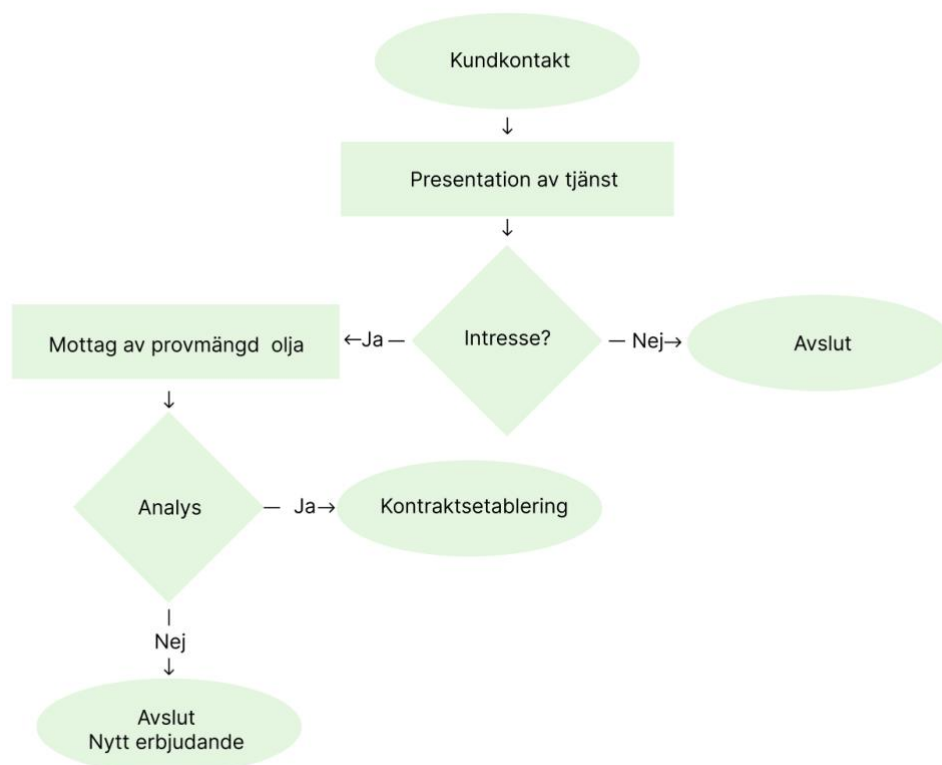 Kundkontakt
↓
Presentation av tjänst
↓
Mottag av provmängd olja
←Ja —
Intresse?
— Nej→
Avslut
↓
Analys
— Ja→
Kontraktsetablering
Nej
↓
Avslut
Nytt erbjudande